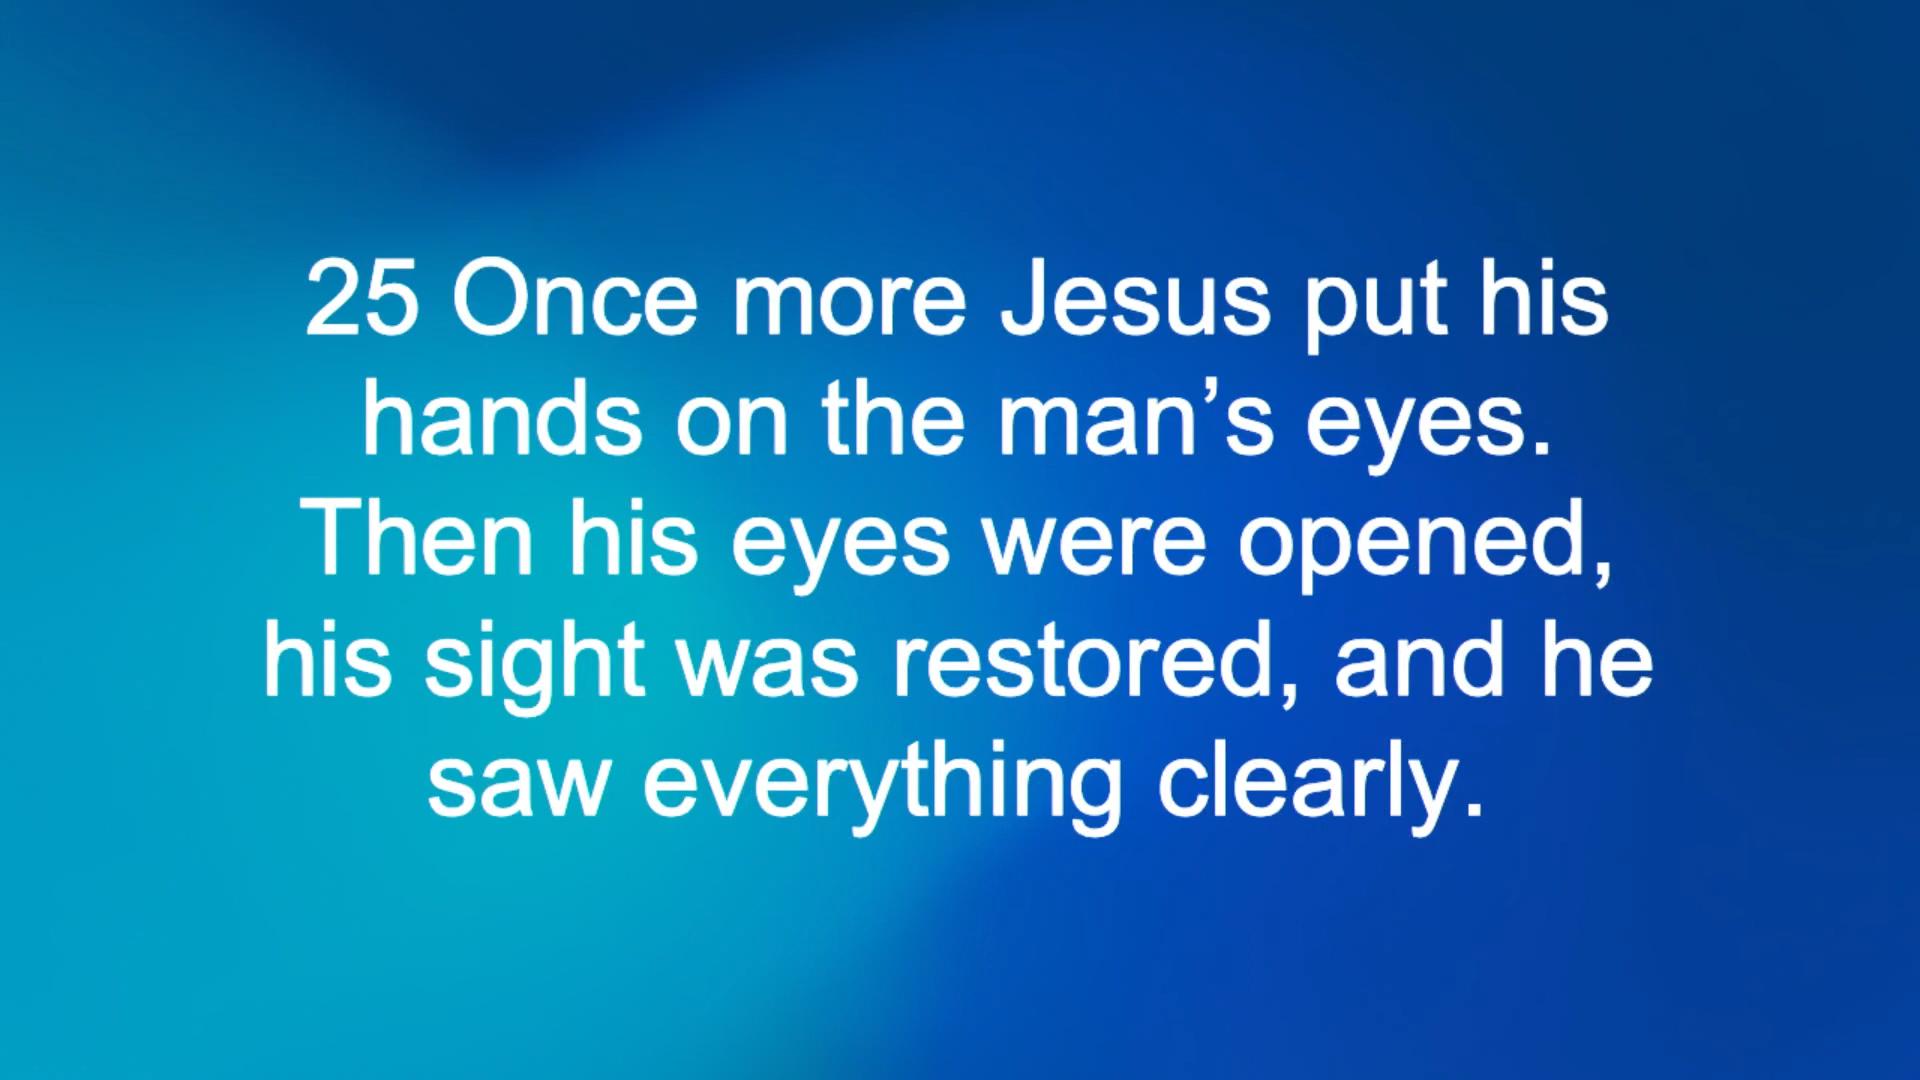 25 Once more Jesus put his
hands on the man’s eyes.
Then his eyes were opened,
his sight was restored, and he
saw everything clearly.